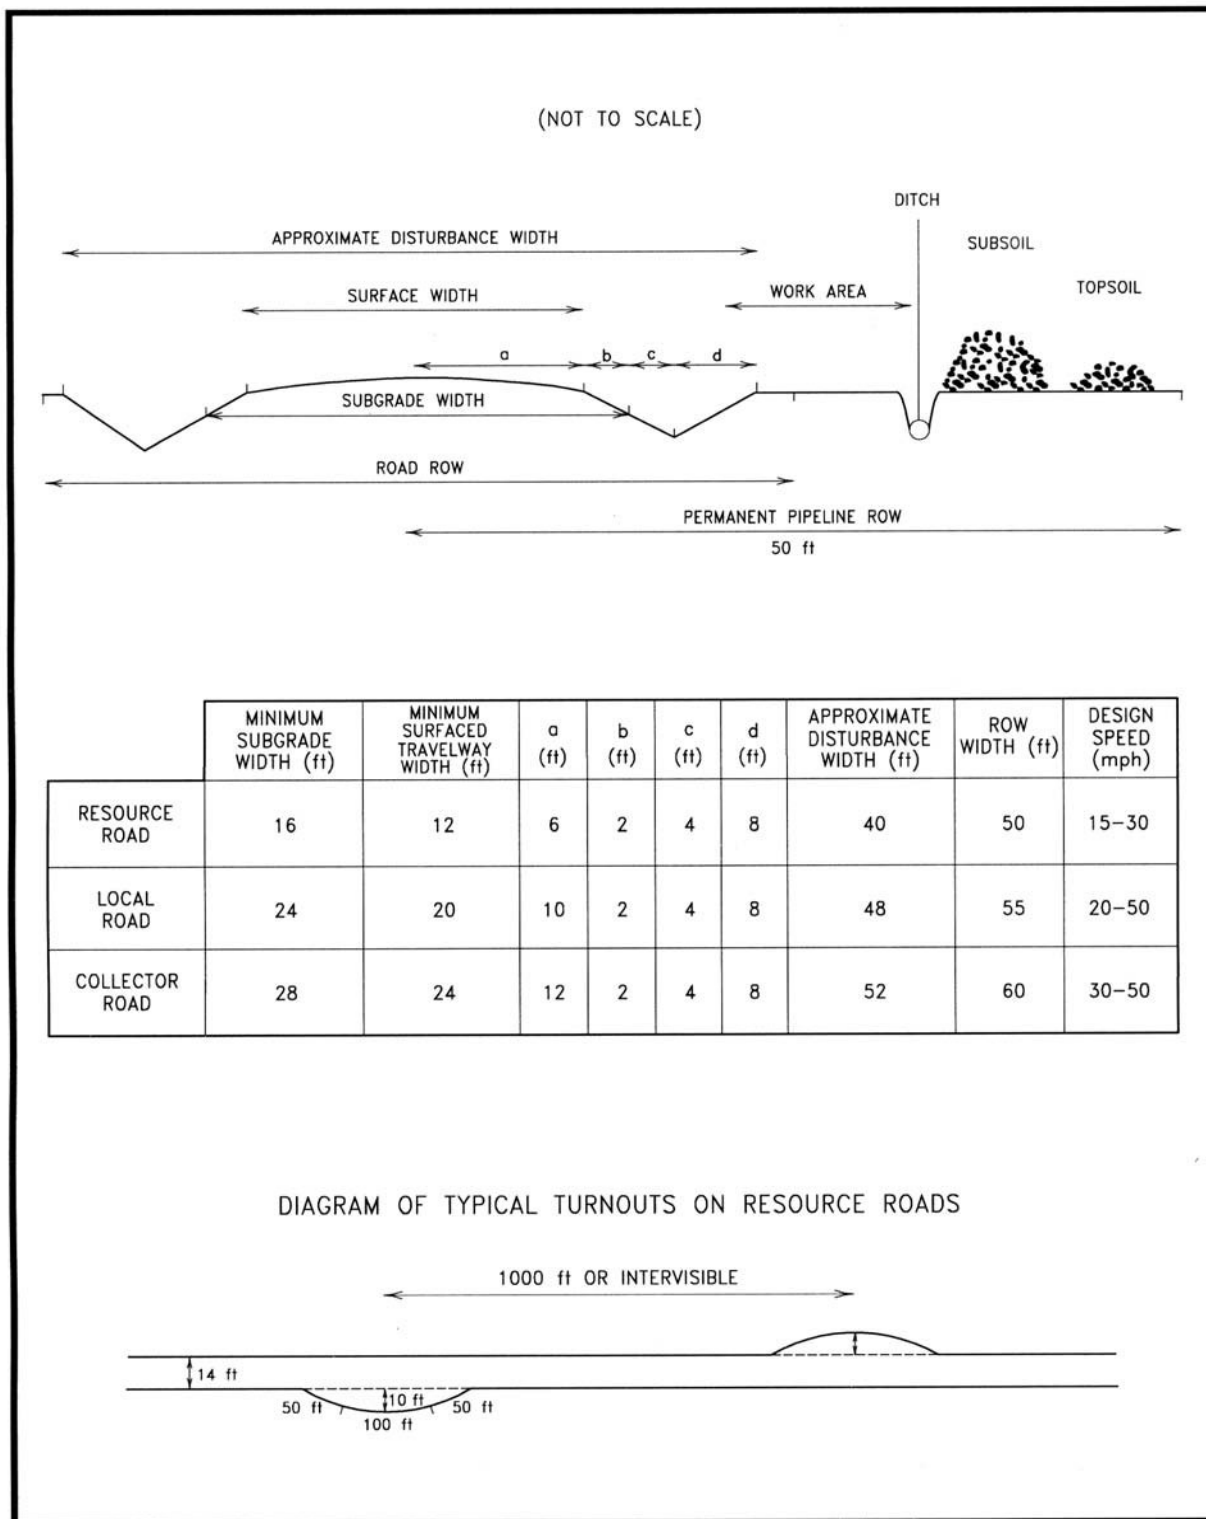 (NOT TO SCALE)
DITCH
APPROXIMATE DISTURBANCE WIDTH
SUBSOIL
SURFACE WIDTH
WORK AREA
TOPSOIL
a
b
c
d
SUBGRADE WIDTH
ROAD ROW
PERMANENT PIPELINE ROW
50 ft
MINIMUM
SUBGRADE
WIDTH (ft)
MINIMUM
SURFACED
TRAVELWAY
WIDTH (ft)
a
(ft)
b
(ft)
c
(ft)
d
(ft)
APPROXIMATE
DISTURBANCE
WIDTH (ft)
ROW
WIDTH (ft)
DESIGN
SPEED
(mph)
RESOURCE
ROAD
16
12
6
2
4
8
40
50
15-30
LOCAL
ROAD
24
20
10
2
4
8
48
55
20-50
COLLECTOR
ROAD
28
24
12
2
4
8
52
60
30-50
DIAGRAM OF TYPICAL TURNOUTS ON RESOURCE ROADS
1000 ft OR INTERVISIBLE
14 ft
10 ft
50 ft
50 ft
100 ft